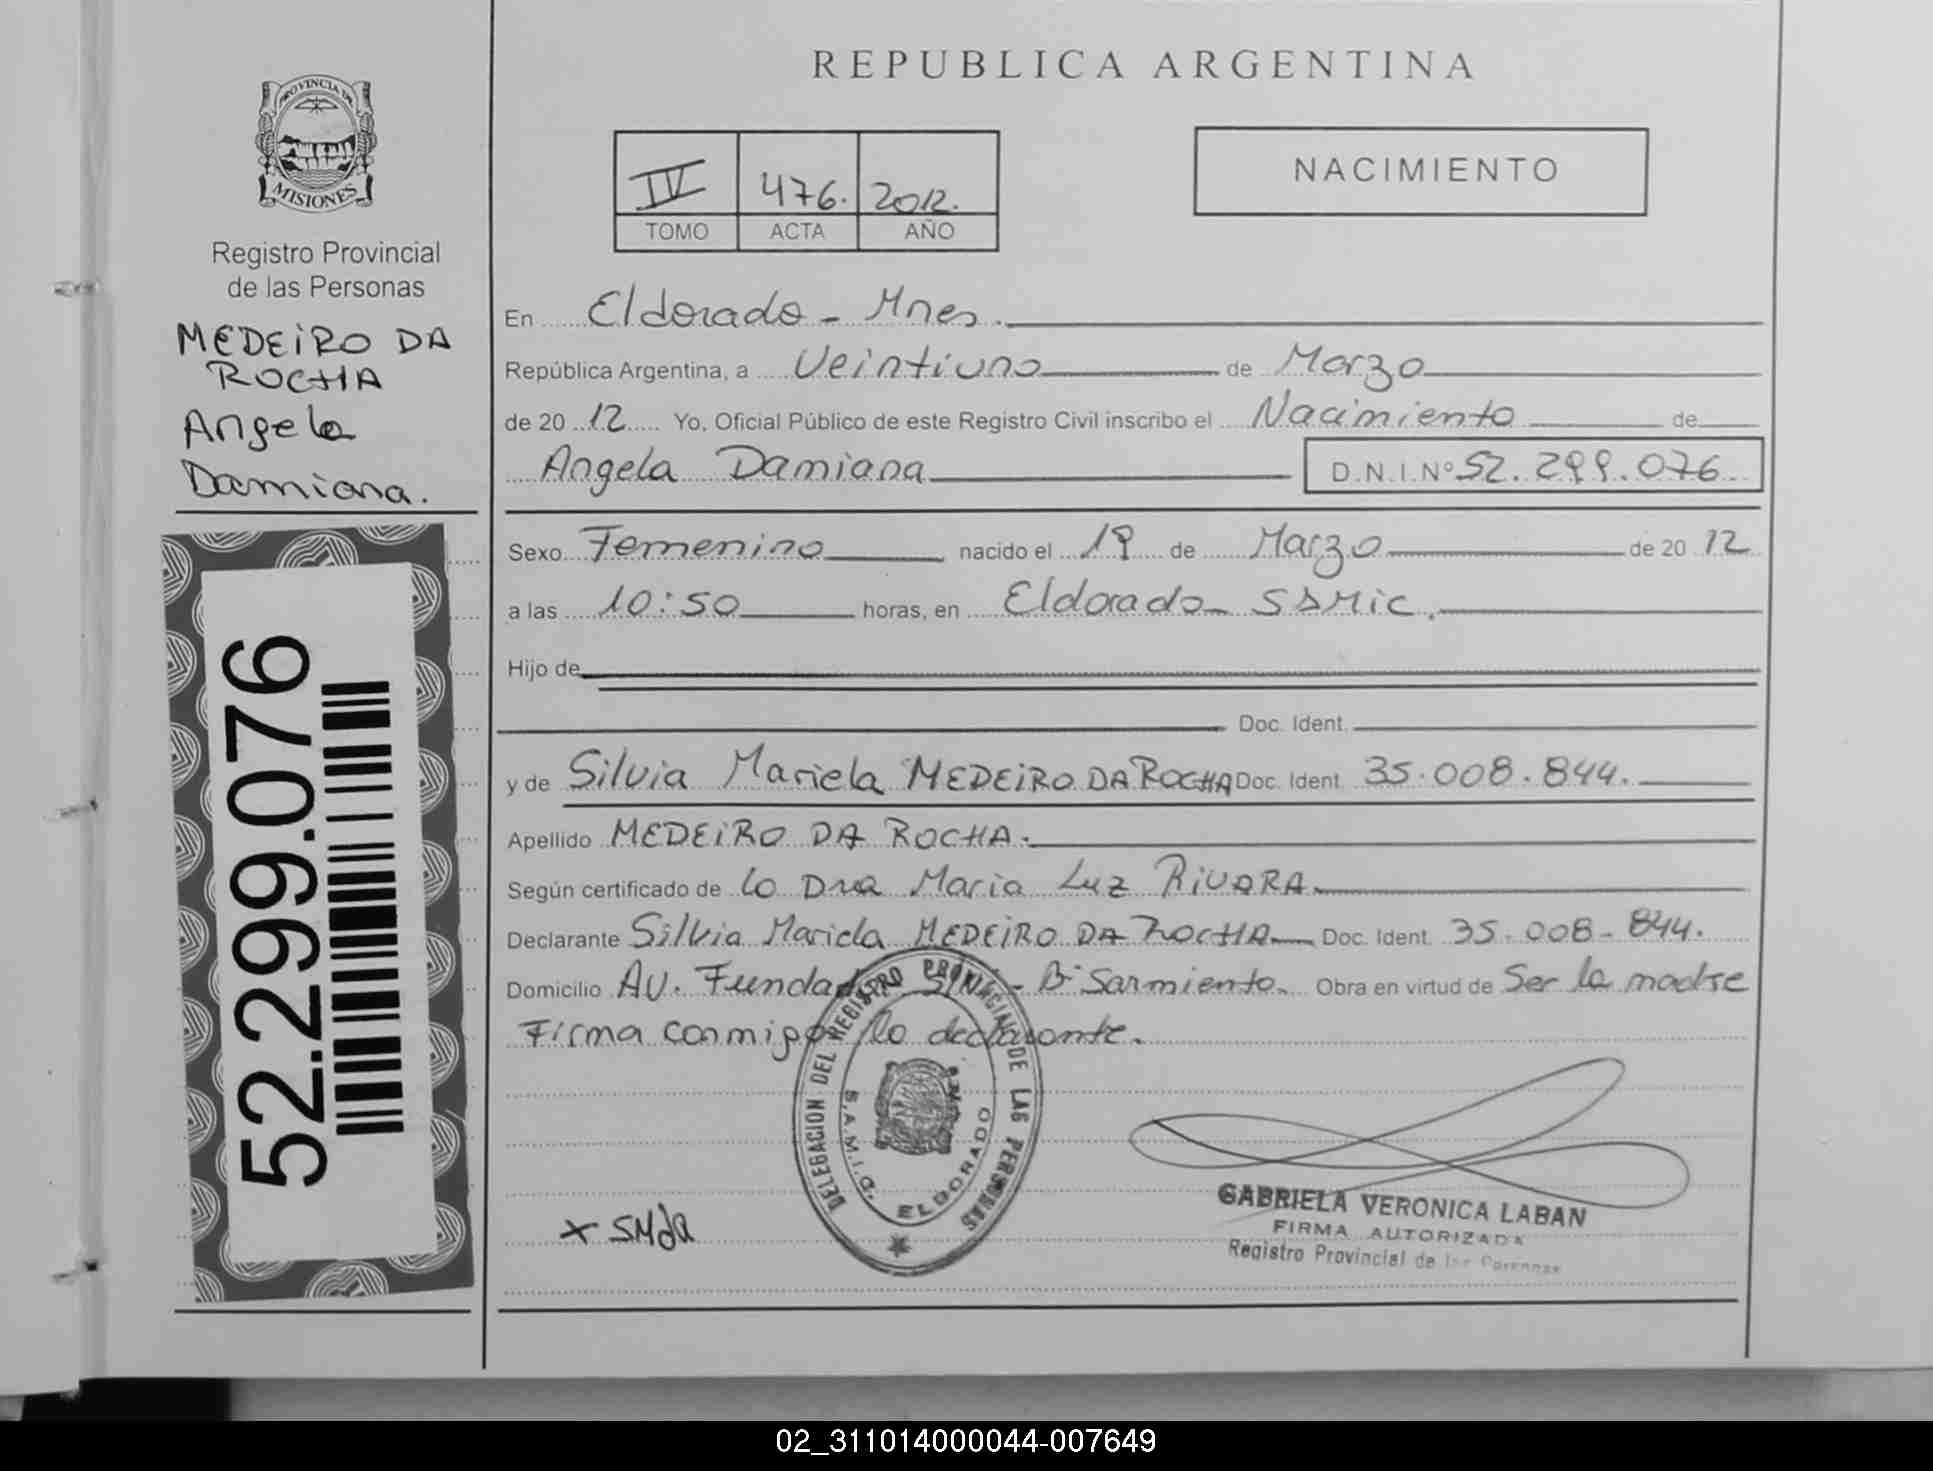 REPUBLICA ARGENTINA
PROVINCIA DE
MISIONES
Registro Provincial
de las Personas
MEDEIRO DA
ROCHA
Angela
Damiana.
52.299.076
IV 476. 2012.
TOMO ACTA AÑO
NACIMIENTO
En Eldorado - Mnes.
República Argentina, a Veintiuno de Marzo
de 20 12 Yo, Oficial Público de este Registro Civil inscribo el Nacimiento de
Angela Damiana D.N.I.Nº 52.299.076
Sexo Femenino nacido el 19 de Marzo de 20 12
a las 10:50 horas, en Eldorado - SAMIC.
Hijo de
Doc. Ident.
y de Silvia Mariela MEDEIRO DA ROCHA Doc. Ident. 35.008.844.
Apellido MEDEIRO DA ROCHA.
Según certificado de la Dra Maria Luz RIVARA.
Declarante Silvia Mariela MEDEIRO DA ROCHA Doc. Ident. 35.008.844.
Domicilio Av. Fundador S/Nº - Bº Sarmiento. Obra en virtud de Ser la madre
Firma conmigo la declarante.
DELEGACION DEL REGISTRO PROVINCIAL DE LAS PERSONAS
S.A.M.I.C. ELDORADO
x SMda
GABRIELA VERONICA LABAN
FIRMA AUTORIZADA
Registro Provincial de las Personas
02_311014000044-007649